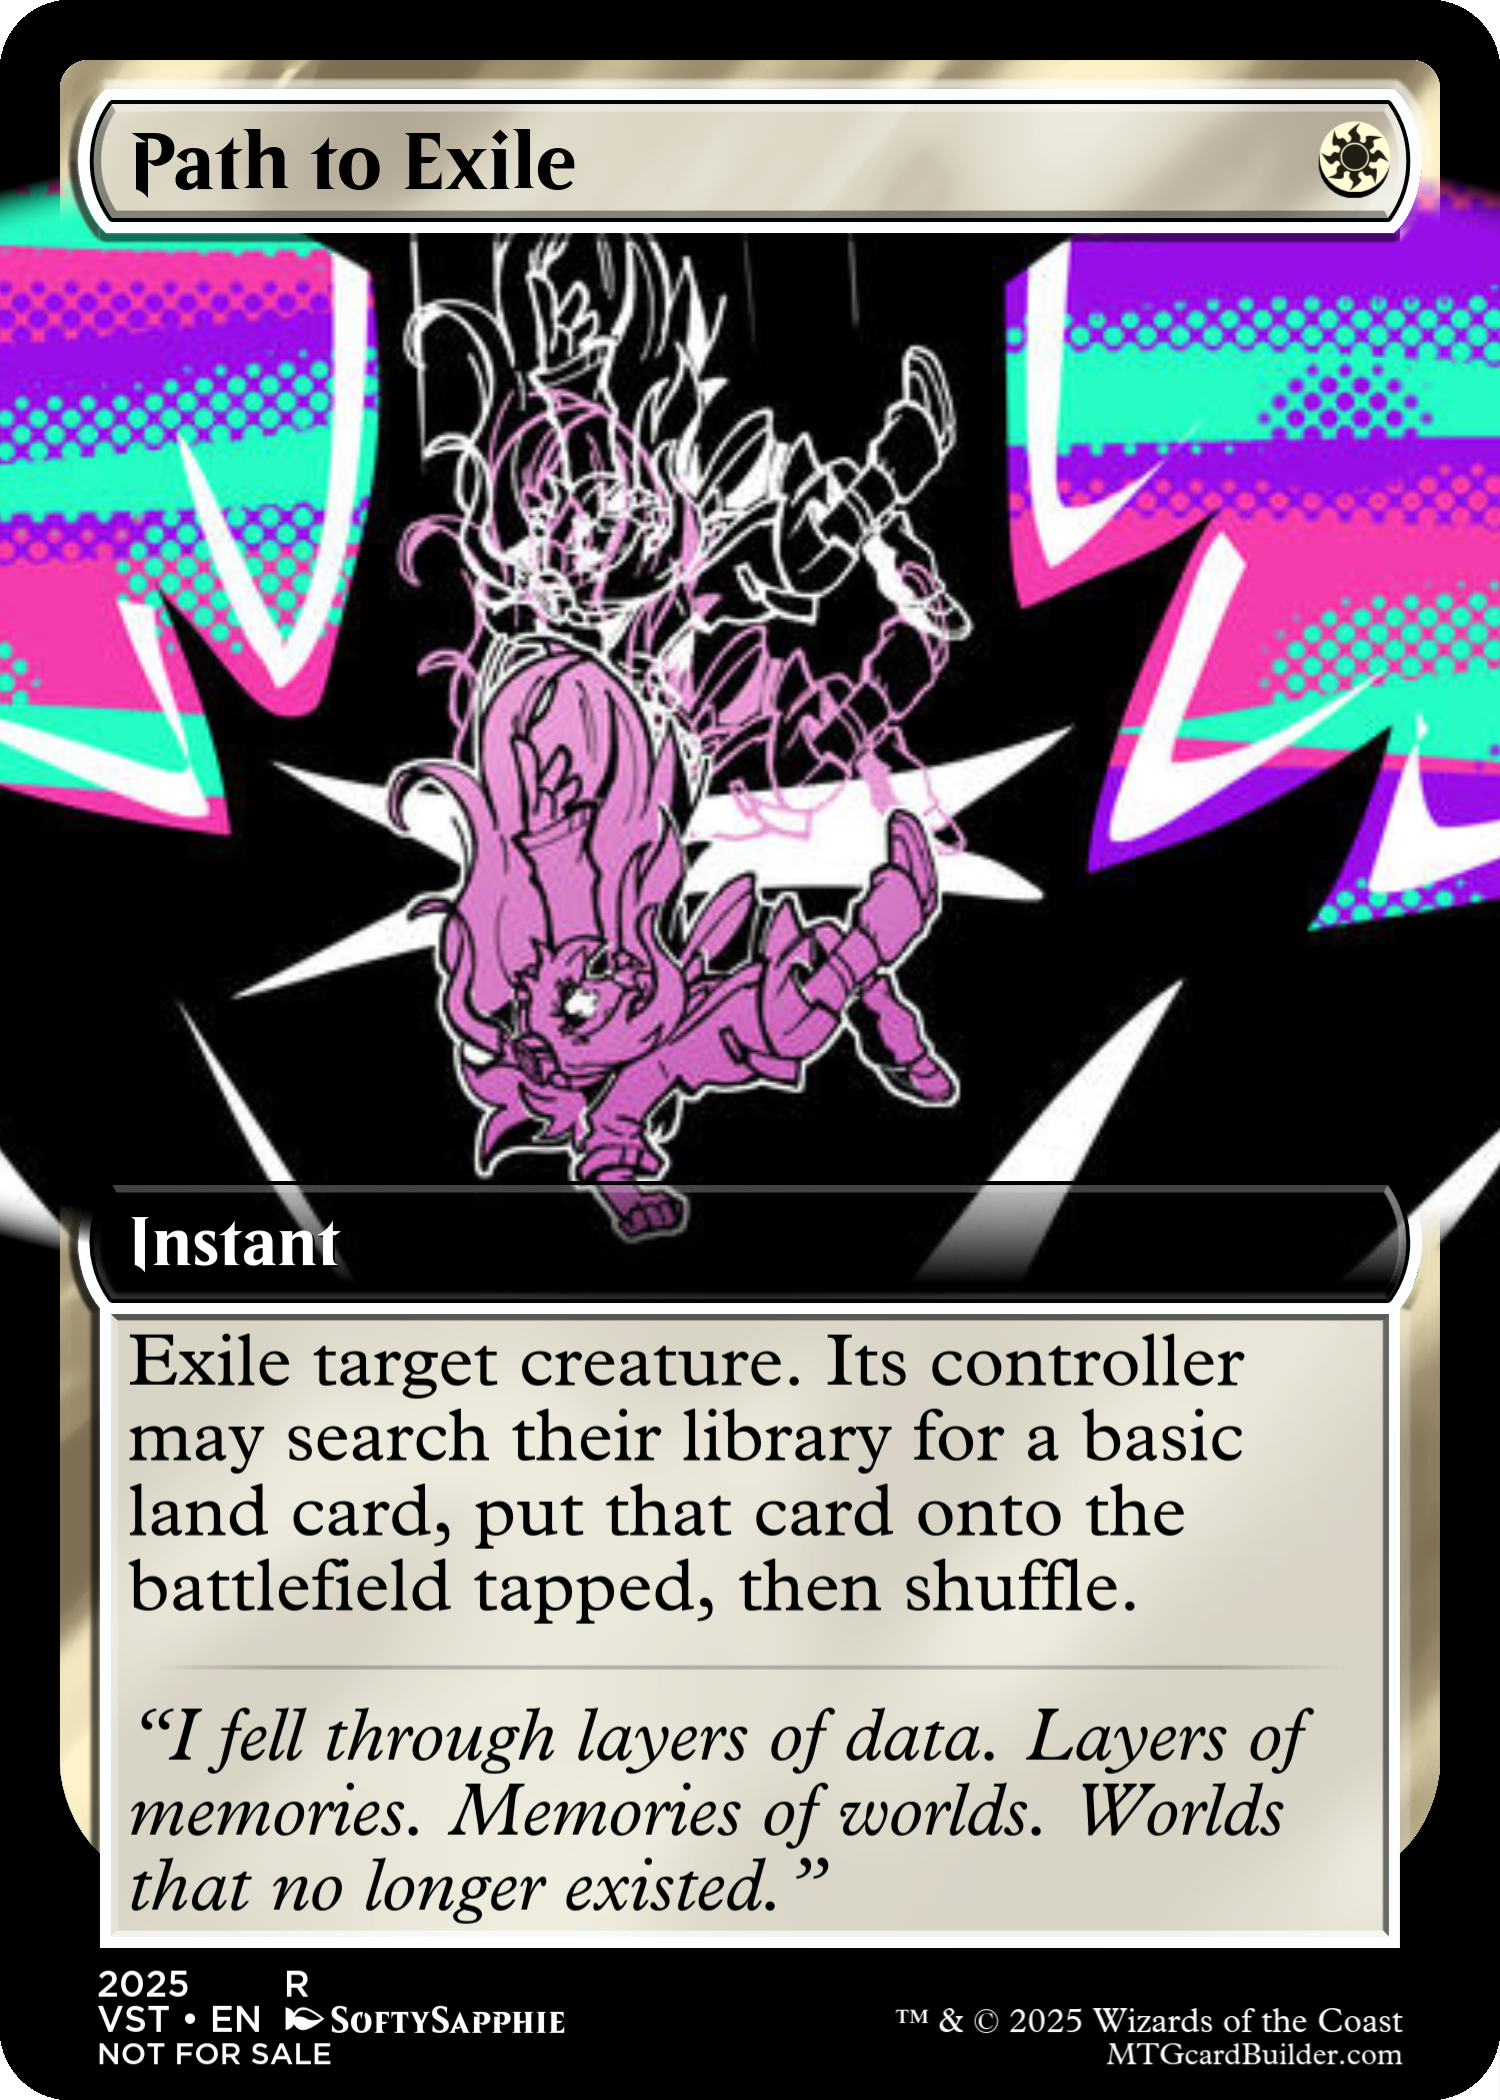 Path to Exile
Instant
Exile target creature. Its controller
may search their library for a basic
land card, put that card onto the
battlefield tapped, then shuffle.
“I fell through layers of data. Layers of
memories. Memories of worlds. Worlds
that no longer existed.”
2025 R
VST • EN SoftySapphie
NOT FOR SALE
™ & © 2025 Wizards of the Coast
MTGcardBuilder.com